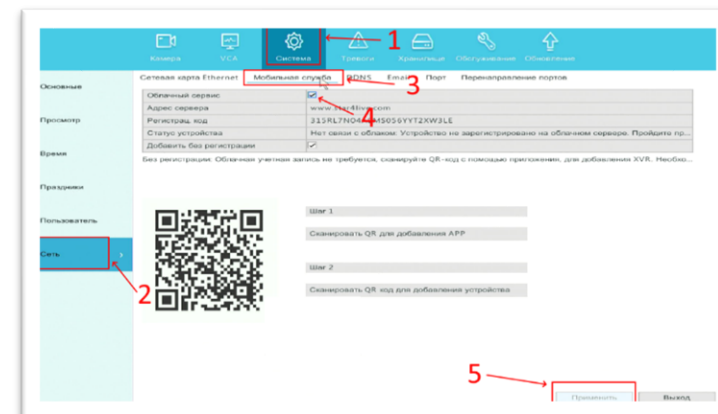 1
Камера VCA Система Тревоги Хранилище Обслуживание Обновление
Сетевая карта Ethernet Мобильная служба DDNS Email Порт Перенаправление портов
3
Основные
Облачный сервис
4
Адрес сервера www.star4live.com
Просмотр
Регистрац. код
Статус устройства Нет связи с облаком: Устройство не зарегистрировано на облачном сервере. Пройдите пр...
Добавить без регистрации
Время
Без регистрации: Облачная учетная запись не требуется, сканируйте QR-код с помощью приложения, для добавления XVR. Необхо...
Праздники
Пользователь
Шаг 1
Сканировать QR для добавления APP
Сеть
2
Шаг 2
Сканировать QR код для добавления устройства
5
Применить Выход